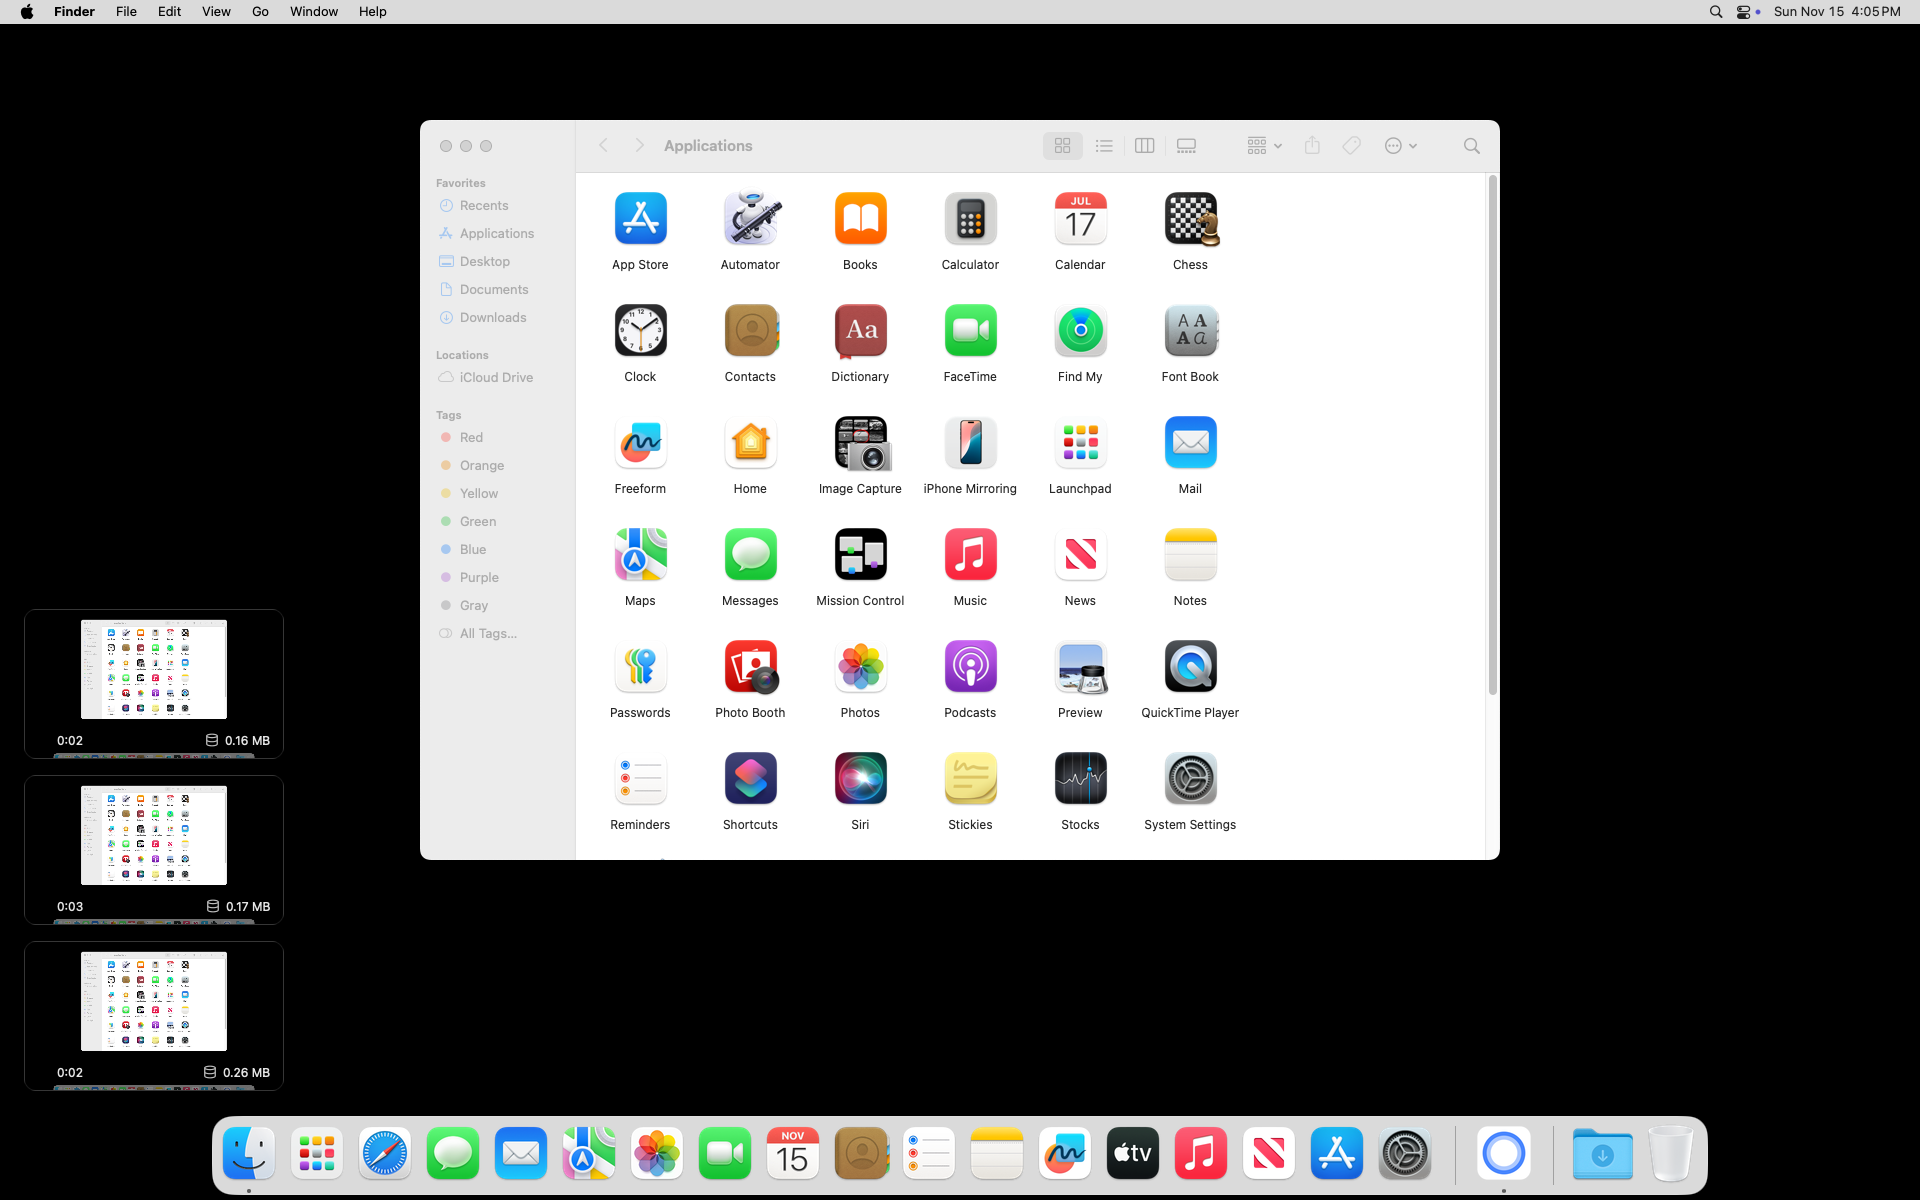 Finder File Edit View Go Window Help
Sun Nov 15 4:05 PM
Applications
Favorites
Recents
Applications
Desktop
Documents
Downloads
Locations
iCloud Drive
Tags
Red
Orange
Yellow
Green
Blue
Purple
Gray
All Tags...
JUL
17
App Store Automator Books Calculator Calendar Chess
Aa
Clock Contacts Dictionary FaceTime Find My Font Book
Freeform Home Image Capture iPhone Mirroring Launchpad Mail
Maps Messages Mission Control Music News Notes
Passwords Photo Booth Photos Podcasts Preview QuickTime Player
Reminders Shortcuts Siri Stickies Stocks System Settings
0:02 0.16 MB
0:03 0.17 MB
0:02 0.26 MB
NOV
15
tv